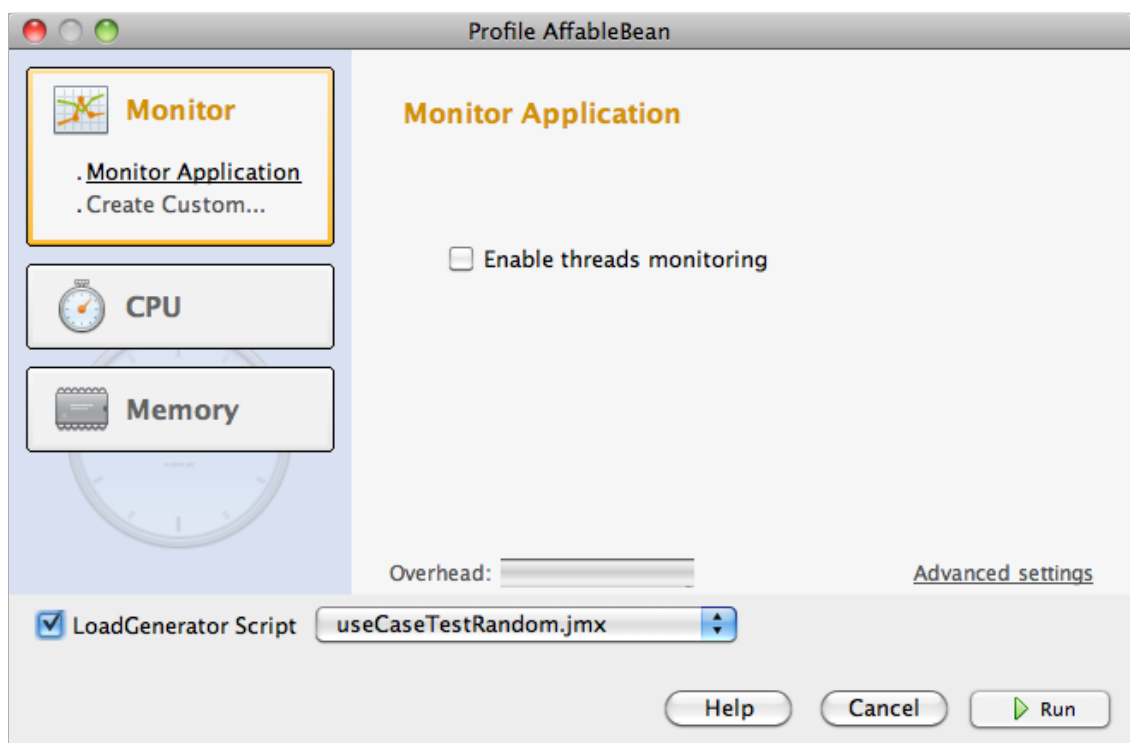 Profile AffableBean
Monitor
. Monitor Application
. Create Custom...
CPU
Memory
Monitor Application
Enable threads monitoring
Overhead:
Advanced settings
LoadGenerator Script
useCaseTestRandom.jmx
Help
Cancel
Run